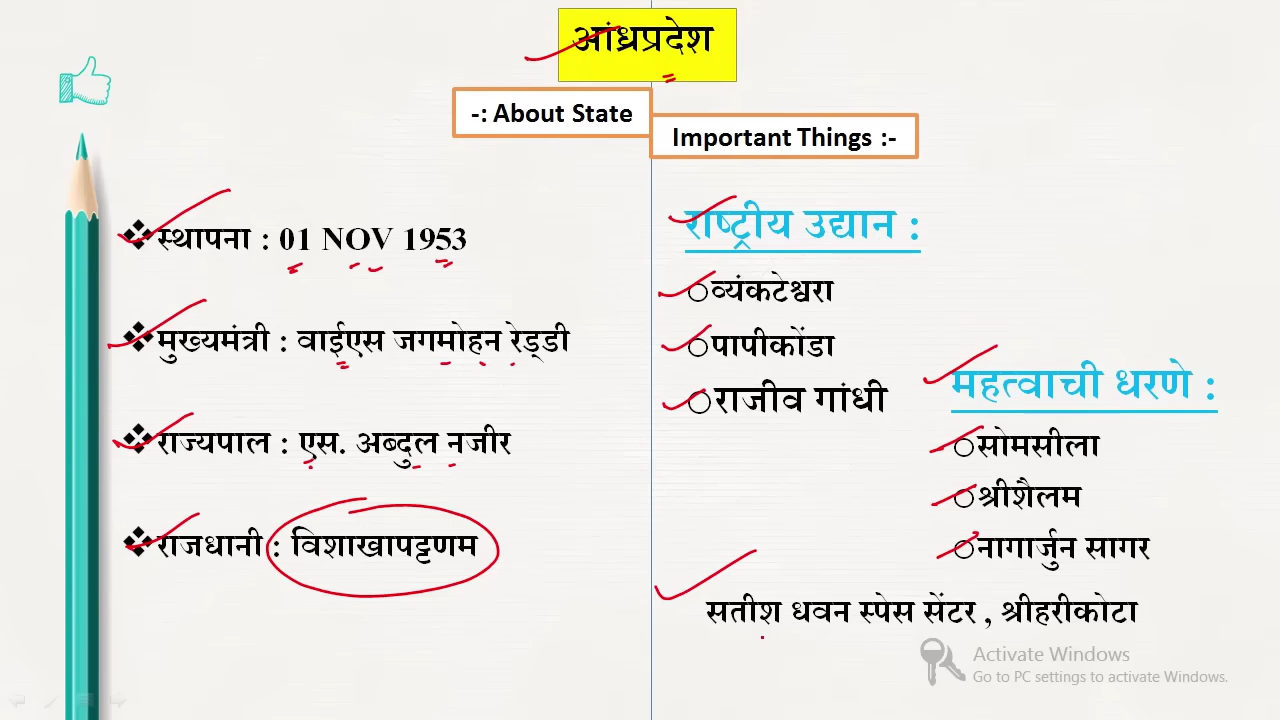 आंध्रप्रदेश
-: About State
Important Things :-
स्थापना : 01 NOV 1953
मुख्यमंत्री : वाईएस जगमोहन रेड्डी
राज्यपाल : एस. अब्दुल नजीर
राजधानी : विशाखापट्टणम
राष्ट्रीय उद्यान :
व्यंकटेश्वरा
पापीकोंडा
राजीव गांधी
महत्वाची धरणे :
सोमसीला
श्रीशैलम
नागार्जुन सागर
सतीश धवन स्पेस सेंटर , श्रीहरीकोटा
Activate Windows
Go to PC settings to activate Windows.